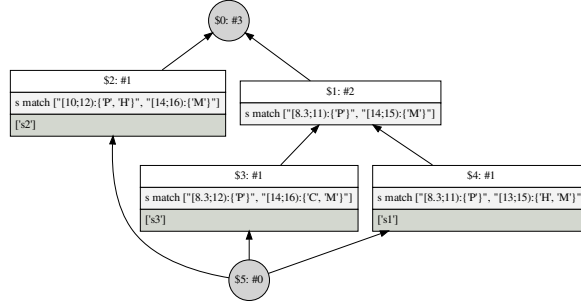 $0: #3
$2: #1
s match ["[10;12):{'P', 'H'}", "[14;16):{'M'}"]
['s2']
$1: #2
s match ["[8.3;11):{'P'}", "[14;15):{'M'}"]
$3: #1
s match ["[8.3;12):{'P'}", "[14;16):{'C', 'M'}"]
['s3']
$4: #1
s match ["[8.3;11):{'P'}", "[13;15):{'H', 'M'}"
['s1']
$5: #0